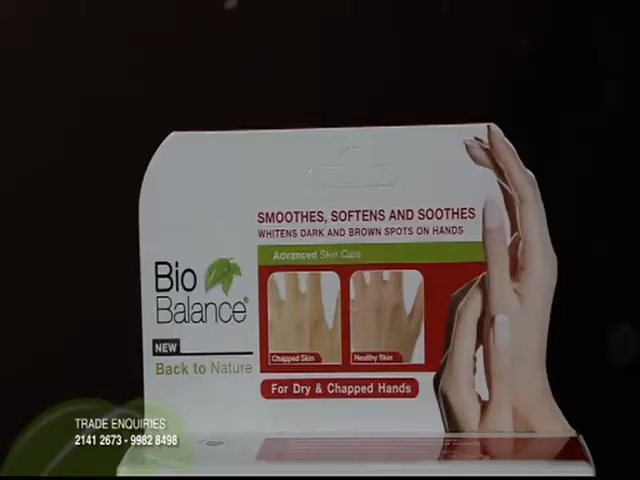 SMOOTHES, SOFTENS AND SOOTHES
WHITENS DARK AND BROWN SPOTS ON HANDS
Advanced Skin Care
Bio
Balance®
NEW
Back to Nature
Chapped Skin
Healthy Skin
For Dry & Chapped Hands
TRADE ENQUIRIES
2141 2673 - 9982 8498